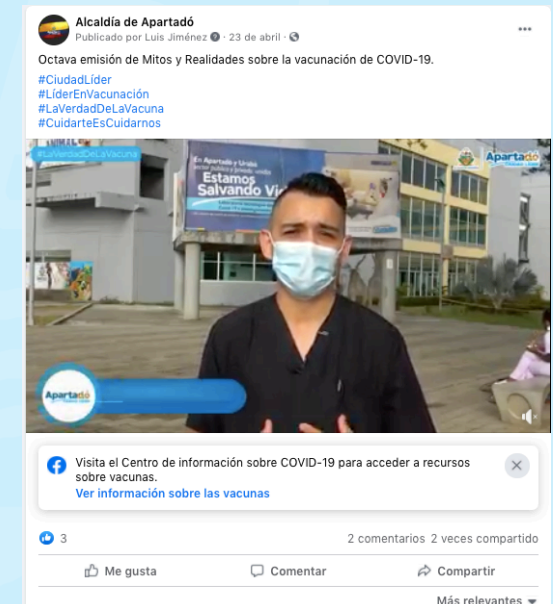 Alcaldía de Apartadó
Publicado por Luis Jiménez · 23 de abril ·
Octava emisión de Mitos y Realidades sobre la vacunación de COVID-19.
#CiudadLíder
#LíderEnVacunación
#LaVerdadDeLaVacuna
#CuidarteEsCuidarnos
#LaVerdadDeLaVacuna
En Apartadó y Urabá
Estamos
Salvando
Apartadó
Apartadó
Visita el Centro de información sobre COVID-19 para acceder a recursos
sobre vacunas.
Ver información sobre las vacunas
3
2 comentarios 2 veces compartido
Me gusta
Comentar
Compartir
Más relevantes